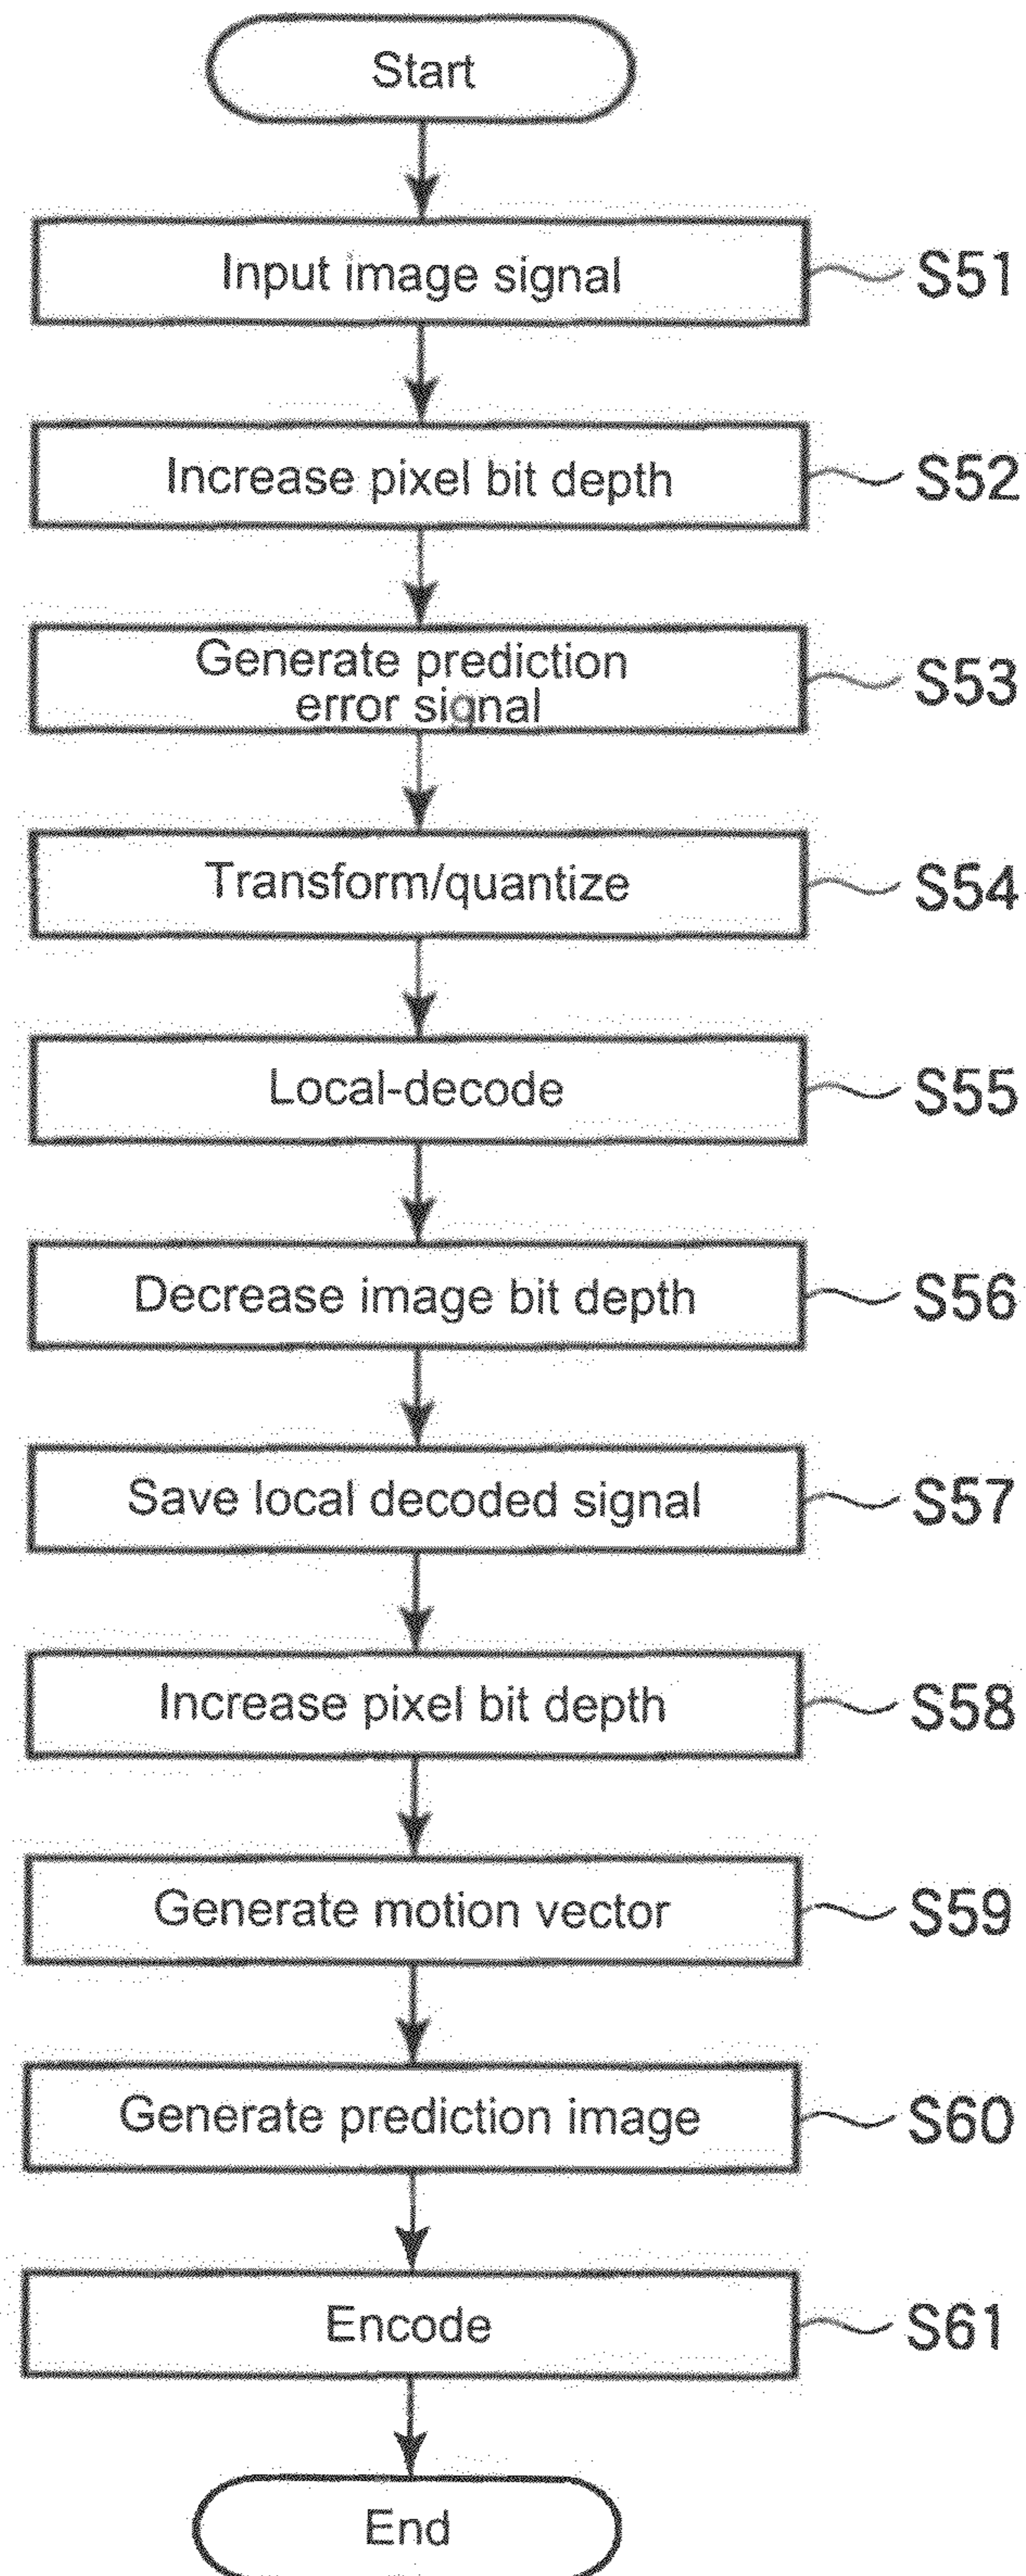 Start
Input image signal
S51
Increase pixel bit depth
S52
Generate prediction
error signal
S53
Transform/quantize
S54
Local-decode
S55
Decrease image bit depth
S56
Save local decoded signal
S57
Increase pixel bit depth
S58
Generate motion vector
S59
Generate prediction image
S60
Encode
S61
End